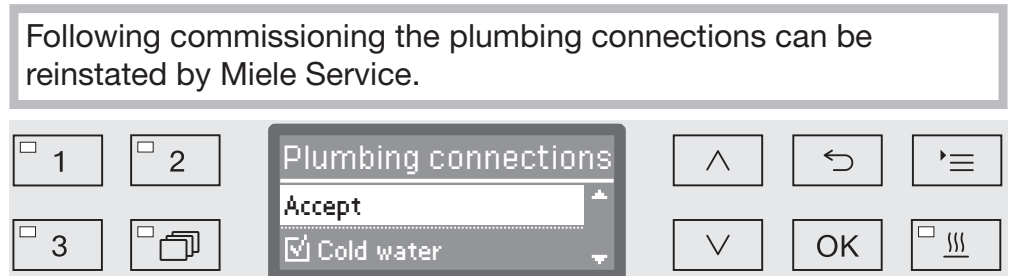 Following commissioning the plumbing connections can be
reinstated by Miele Service.
1
2
Plumbing connections
Accept
3
Cold water
OK